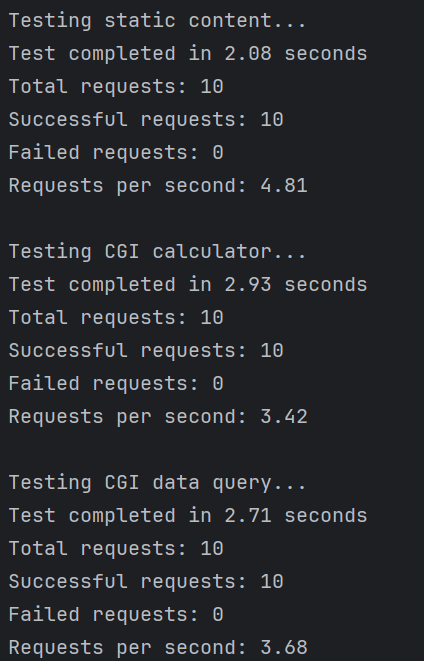 Testing static content...
Test completed in 2.08 seconds
Total requests: 10
Successful requests: 10
Failed requests: 0
Requests per second: 4.81

Testing CGI calculator...
Test completed in 2.93 seconds
Total requests: 10
Successful requests: 10
Failed requests: 0
Requests per second: 3.42

Testing CGI data query...
Test completed in 2.71 seconds
Total requests: 10
Successful requests: 10
Failed requests: 0
Requests per second: 3.68